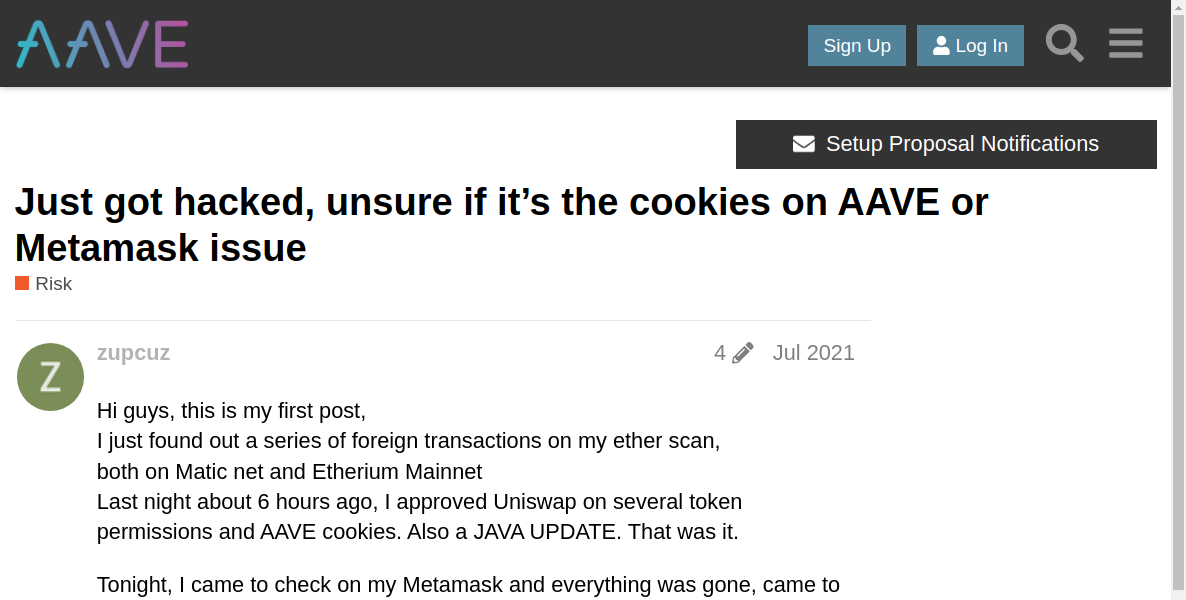 AAVE
Sign Up
Log In
Setup Proposal Notifications
Just got hacked, unsure if it’s the cookies on AAVE or
Metamask issue
Risk
Z
zupcuz
4
Jul 2021
Hi guys, this is my first post,
I just found out a series of foreign transactions on my ether scan,
both on Matic net and Etherium Mainnet
Last night about 6 hours ago, I approved Uniswap on several token
permissions and AAVE cookies. Also a JAVA UPDATE. That was it.
Tonight, I came to check on my Metamask and everything was gone, came to